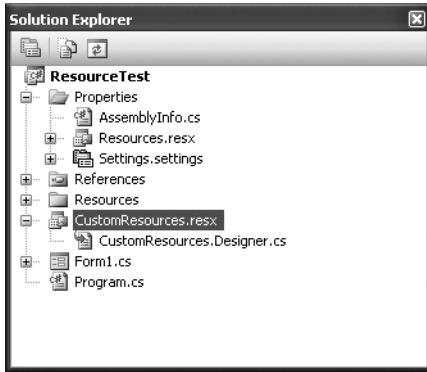 Solution Explorer
ResourceTest
Properties
AssemblyInfo.cs
Resources.resx
Settings.settings
References
Resources
CustomResources.resx
CustomResources.Designer.cs
Form1.cs
Program.cs